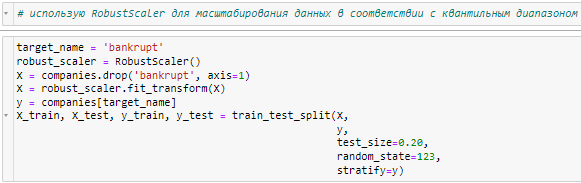 # использую RobustScaler для масштабирования данных в соответствии с квантильным диапазоном
target_name = 'bankrupt'
robust_scaler = RobustScaler()
X = companies.drop('bankrupt', axis=1)
X = robust_scaler.fit_transform(X)
y = companies[target_name]
X_train, X_test, y_train, y_test = train_test_split(X,
y,
test_size=0.20,
random_state=123,
stratify=y)